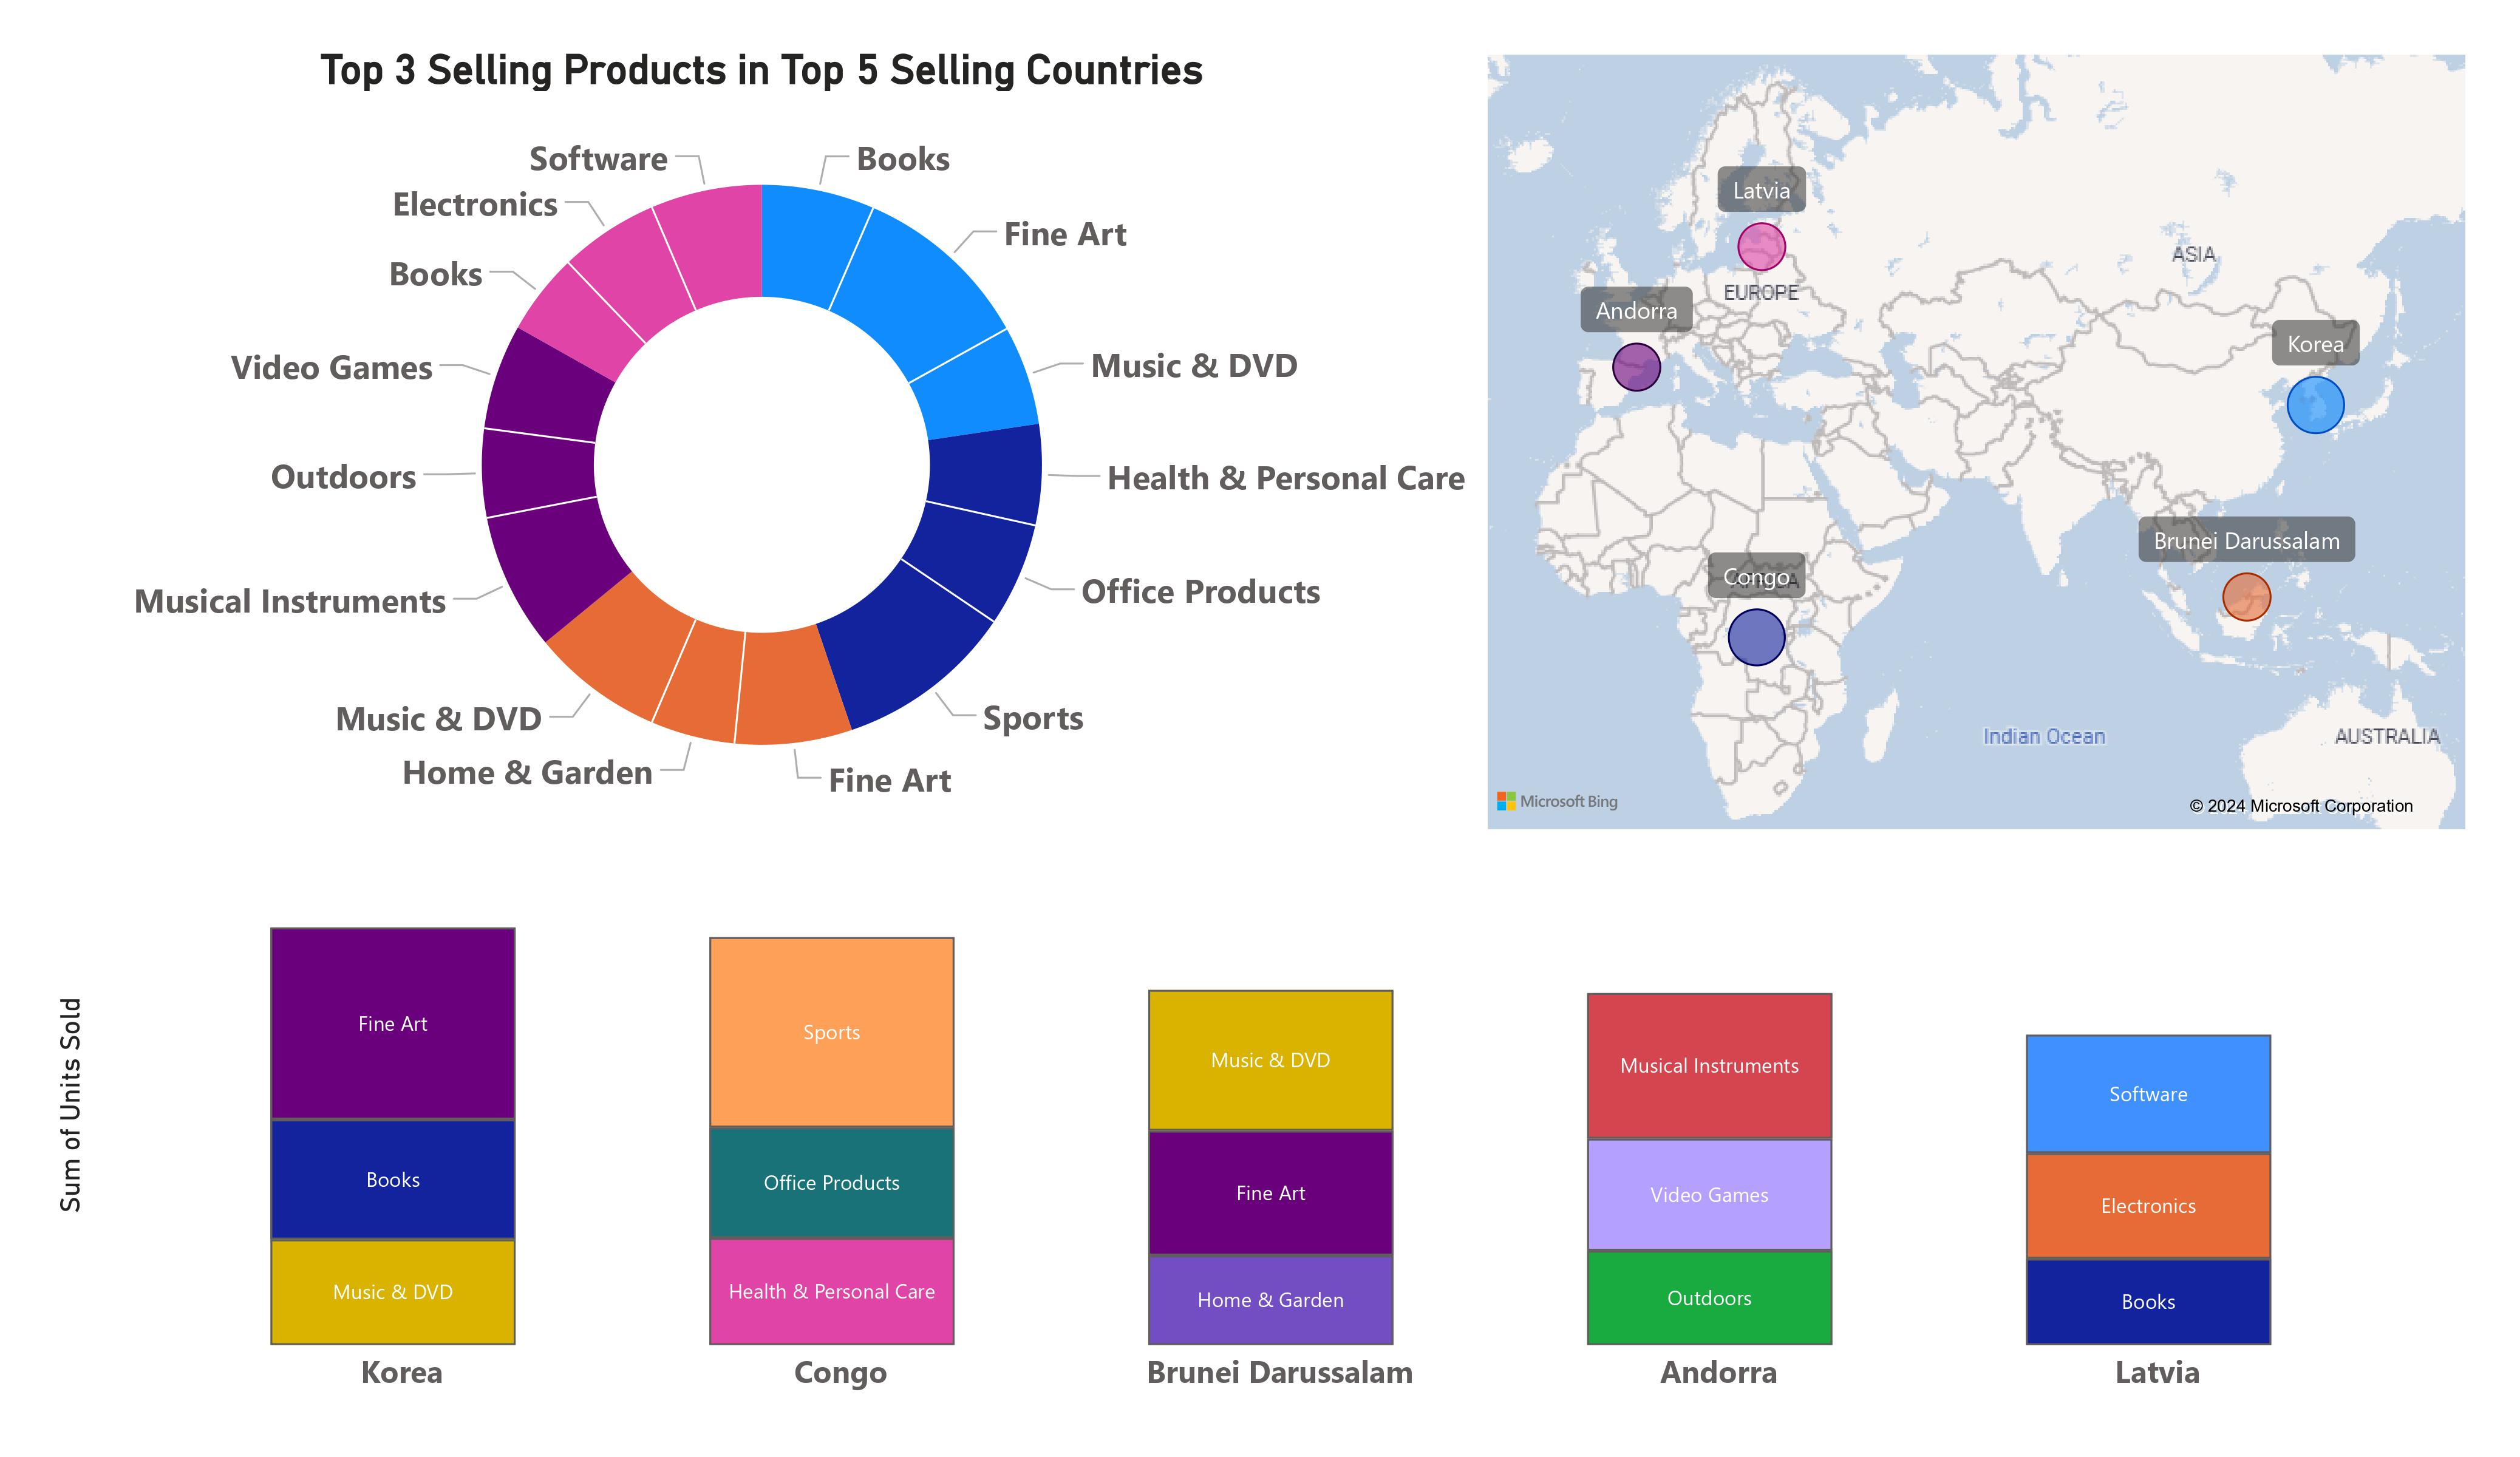 Top 3 Selling Products in Top 5 Selling Countries
Software
Books
Electronics
Fine Art
Books
Music & DVD
Video Games
Health & Personal Care
Outdoors
Office Products
Musical Instruments
Sports
Music & DVD
Home & Garden
Fine Art
Latvia
ASIA
EUROPE
Andorra
Korea
Brunei Darussalam
Congo
Indian Ocean
AUSTRALIA
Microsoft Bing
© 2024 Microsoft Corporation
Sum of Units Sold
Fine Art
Books
Music & DVD
Korea
Sports
Office Products
Health & Personal Care
Congo
Music & DVD
Fine Art
Home & Garden
Brunei Darussalam
Musical Instruments
Video Games
Outdoors
Andorra
Software
Electronics
Books
Latvia